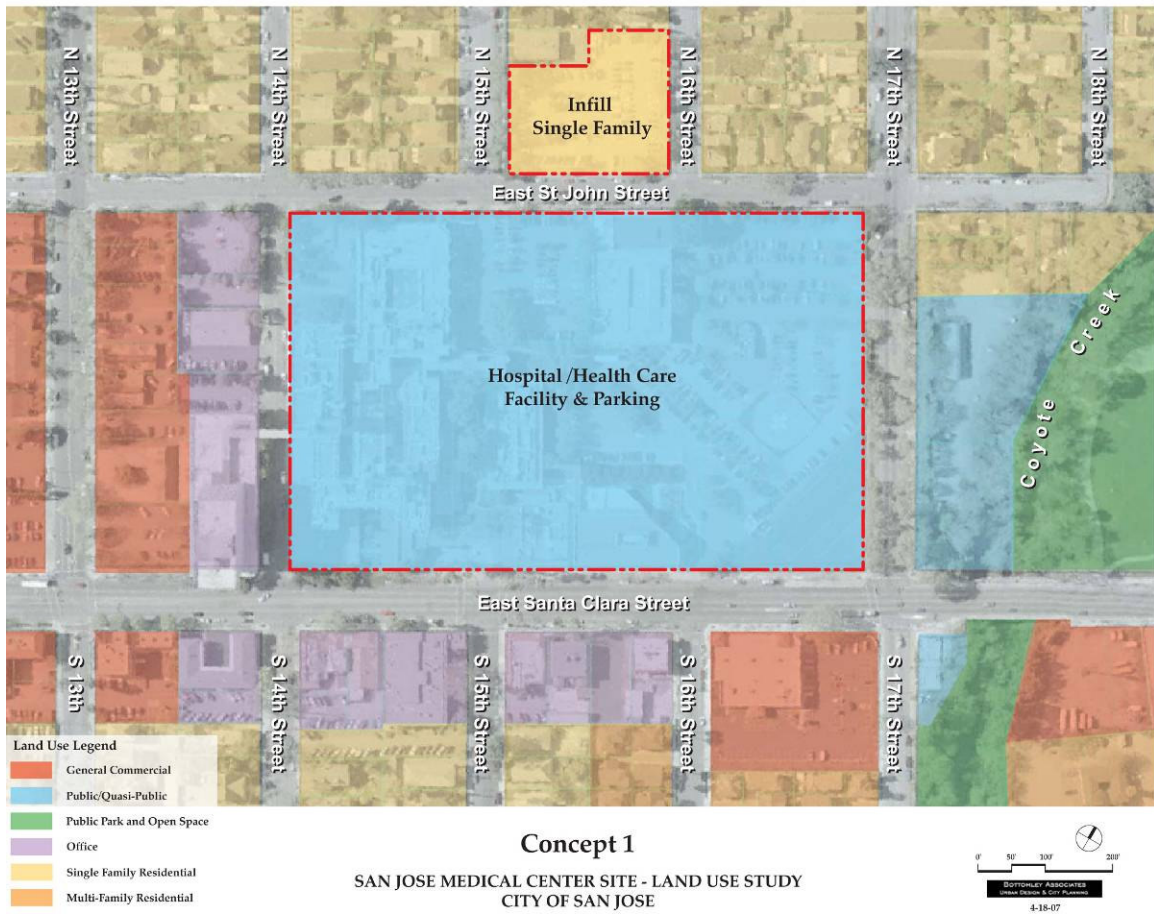 N 13th Street
N 14th Street
N 15th Street
N 16th Street
N 17th Street
N 18th Street
Infill
Single Family
East St John Street
Hospital /Health Care
Facility & Parking
Coyote Creek
East Santa Clara Street
S 13th
S 14th Street
S 15th Street
S 16th Street
S 17th Street
Land Use Legend
General Commercial
Public/Quasi-Public
Public Park and Open Space
Office
Single Family Residential
Multi-Family Residential
Concept 1
SAN JOSE MEDICAL CENTER SITE - LAND USE STUDY
CITY OF SAN JOSE
0' 50' 100' 200'
BOTTOMLEY ASSOCIATES
URBAN DESIGN & CITY PLANNING
4-18-07